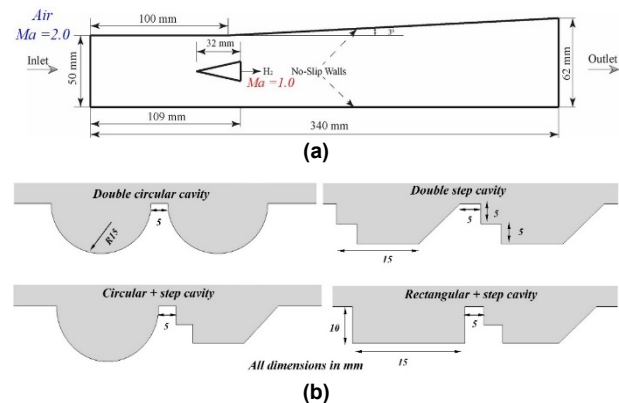 Air
Ma = 2.0
100 mm
3°
32 mm
Inlet
50 mm
H₂
Ma = 1.0
No-Slip Walls
62 mm
Outlet
109 mm
340 mm
(a)
Double circular cavity
5
R15
Double step cavity
5
5
5
15
Circular + step cavity
5
Rectangular + step cavity
10
5
15
All dimensions in mm
(b)